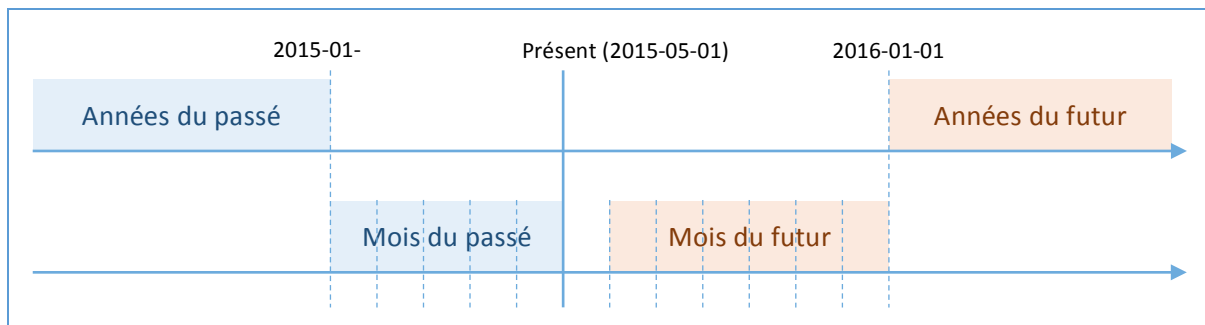 2015-01-
Présent (2015-05-01)
2016-01-01
Années du passé
Années du futur
Mois du passé
Mois du futur